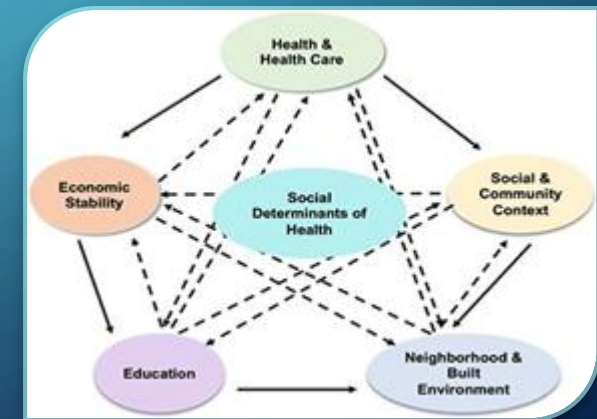 Health &
Health Care
Economic
Stability
Social
Determinants of
Health
Social &
Community
Context
Education
Neighborhood &
Built
Environment